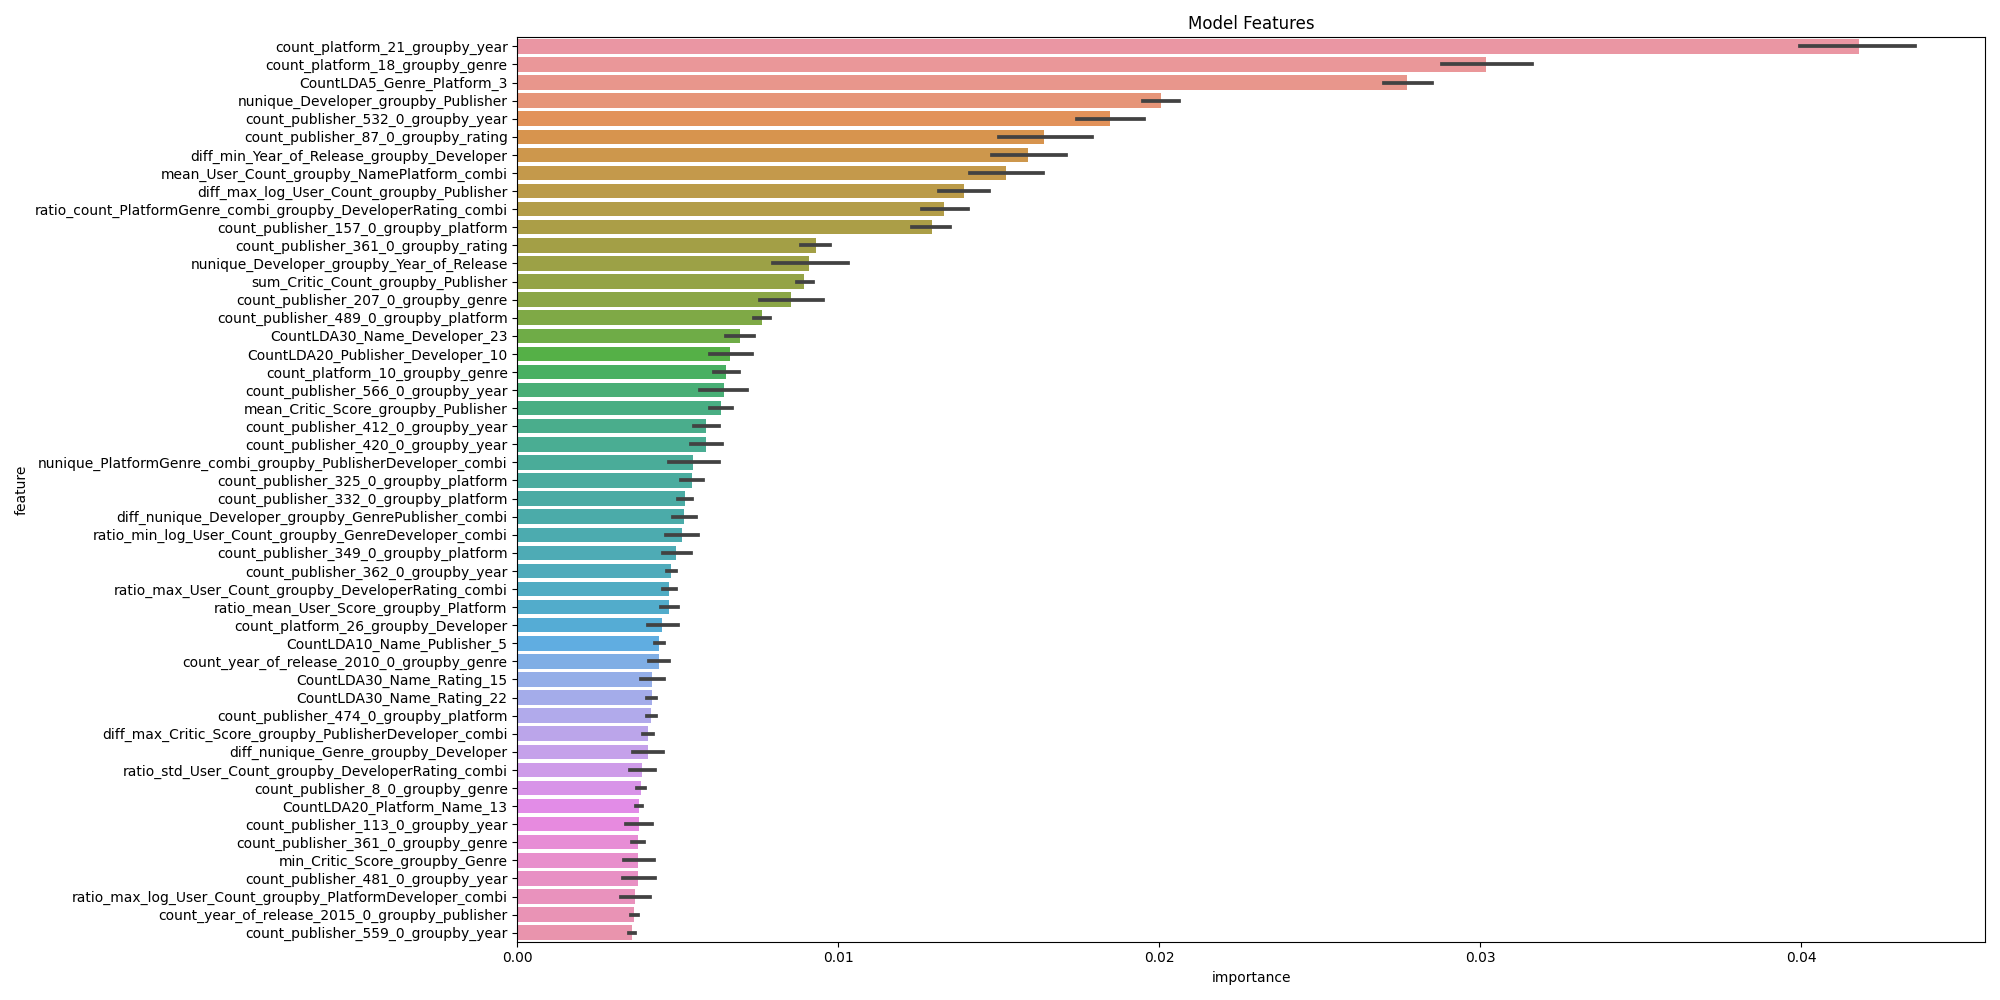 Model Features
count_platform_21_groupby_year
count_platform_18_groupby_genre
CountLDA5_Genre_Platform_3
nunique_Developer_groupby_Publisher
count_publisher_532_0_groupby_year
count_publisher_87_0_groupby_rating
diff_min_Year_of_Release_groupby_Developer
mean_User_Count_groupby_NamePlatform_combi
diff_max_log_User_Count_groupby_Publisher
ratio_count_PlatformGenre_combi_groupby_DeveloperRating_combi
count_publisher_157_0_groupby_platform
count_publisher_361_0_groupby_rating
nunique_Developer_groupby_Year_of_Release
sum_Critic_Count_groupby_Publisher
count_publisher_207_0_groupby_genre
count_publisher_489_0_groupby_platform
CountLDA30_Name_Developer_23
CountLDA20_Publisher_Developer_10
count_platform_10_groupby_genre
count_publisher_566_0_groupby_year
mean_Critic_Score_groupby_Publisher
count_publisher_412_0_groupby_year
count_publisher_420_0_groupby_year
nunique_PlatformGenre_combi_groupby_PublisherDeveloper_combi
count_publisher_325_0_groupby_platform
count_publisher_332_0_groupby_platform
diff_nunique_Developer_groupby_GenrePublisher_combi
ratio_min_log_User_Count_groupby_GenreDeveloper_combi
count_publisher_349_0_groupby_platform
count_publisher_362_0_groupby_year
ratio_max_User_Count_groupby_DeveloperRating_combi
ratio_mean_User_Score_groupby_Platform
count_platform_26_groupby_Developer
CountLDA10_Name_Publisher_5
count_year_of_release_2010_0_groupby_genre
CountLDA30_Name_Rating_15
CountLDA30_Name_Rating_22
count_publisher_474_0_groupby_platform
diff_max_Critic_Score_groupby_PublisherDeveloper_combi
diff_nunique_Genre_groupby_Developer
ratio_std_User_Count_groupby_DeveloperRating_combi
count_publisher_8_0_groupby_genre
CountLDA20_Platform_Name_13
count_publisher_113_0_groupby_year
count_publisher_361_0_groupby_genre
min_Critic_Score_groupby_Genre
count_publisher_481_0_groupby_year
ratio_max_log_User_Count_groupby_PlatformDeveloper_combi
count_year_of_release_2015_0_groupby_publisher
count_publisher_559_0_groupby_year
feature
0.00 0.01 0.02 0.03 0.04
importance